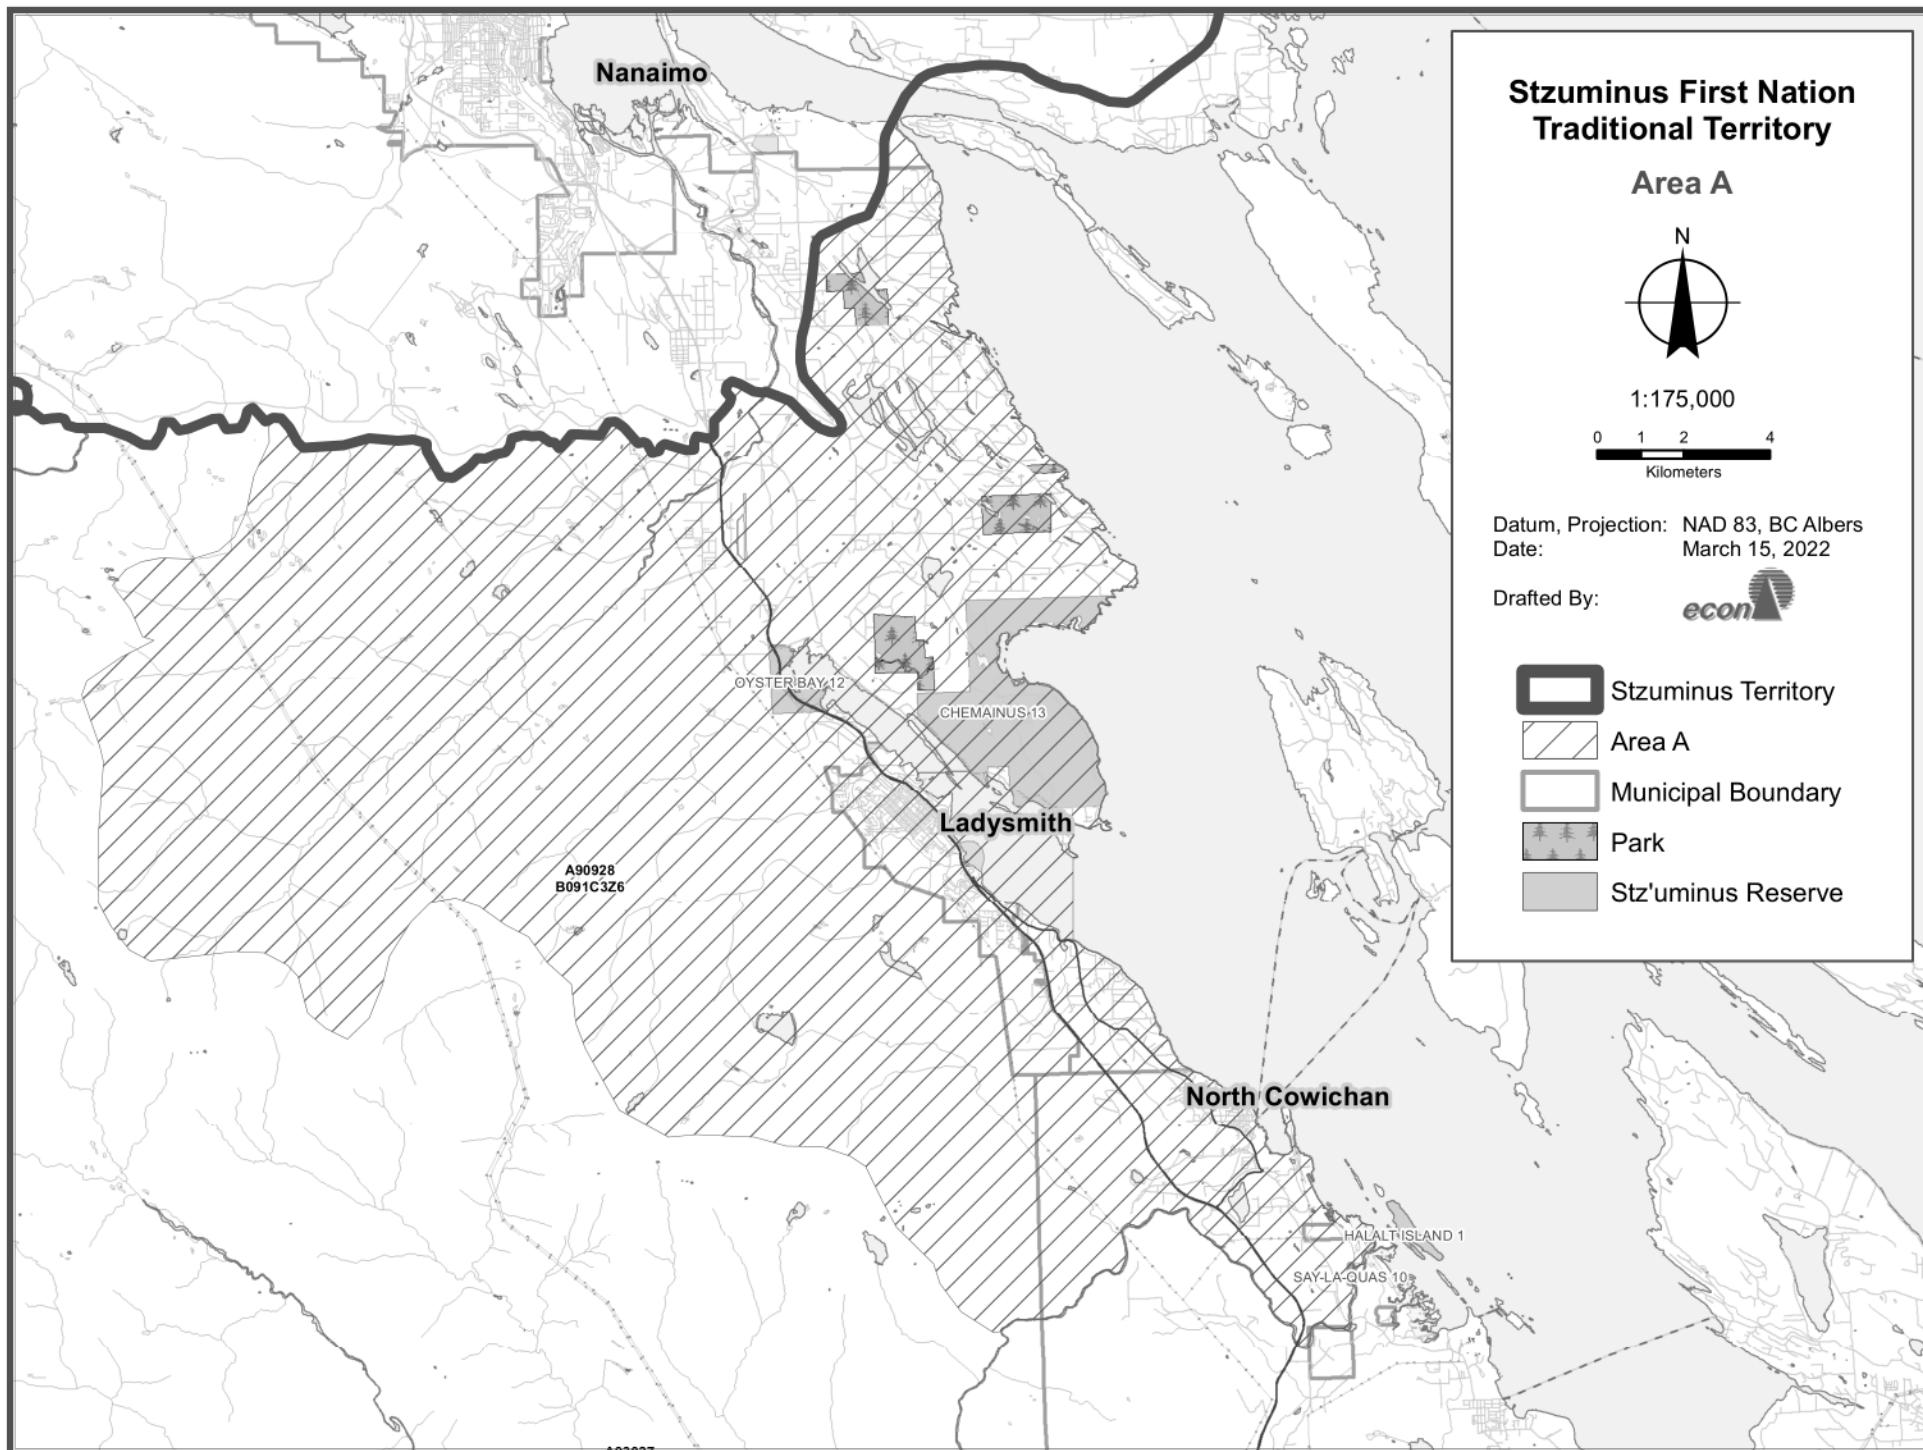 Nanaimo
OYSTER BAY 12
CHEMAINUS 13
Ladysmith
A90928
B091C3Z6
North Cowichan
HALALT ISLAND 1
SAY-LA-QUAS 10
Stzuminus First Nation
Traditional Territory
Area A
N
1:175,000
0 1 2 4
Kilometers
Datum, Projection: NAD 83, BC Albers
Date: March 15, 2022
Drafted By: econ
Stzuminus Territory
Area A
Municipal Boundary
Park
Stz'uminus Reserve